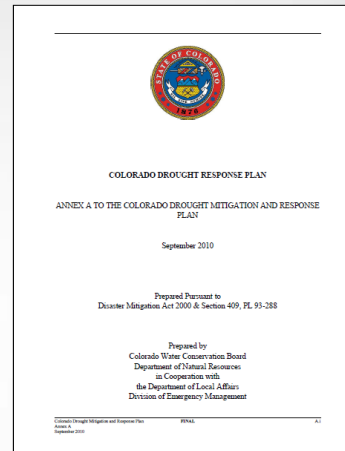 STATE OF COLORADO
1876
COLORADO DROUGHT RESPONSE PLAN
ANNEX A TO THE COLORADO DROUGHT MITIGATION AND RESPONSE
PLAN
September 2010
Prepared Pursuant to
Disaster Mitigation Act 2000 & Section 409, PL 93-288
Prepared by
Colorado Water Conservation Board
Department of Natural Resources
in Cooperation with
the Department of Local Affairs
Division of Emergency Management
Colorado Drought Mitigation and Response Plan FINAL A.i
Annex A
September 2010